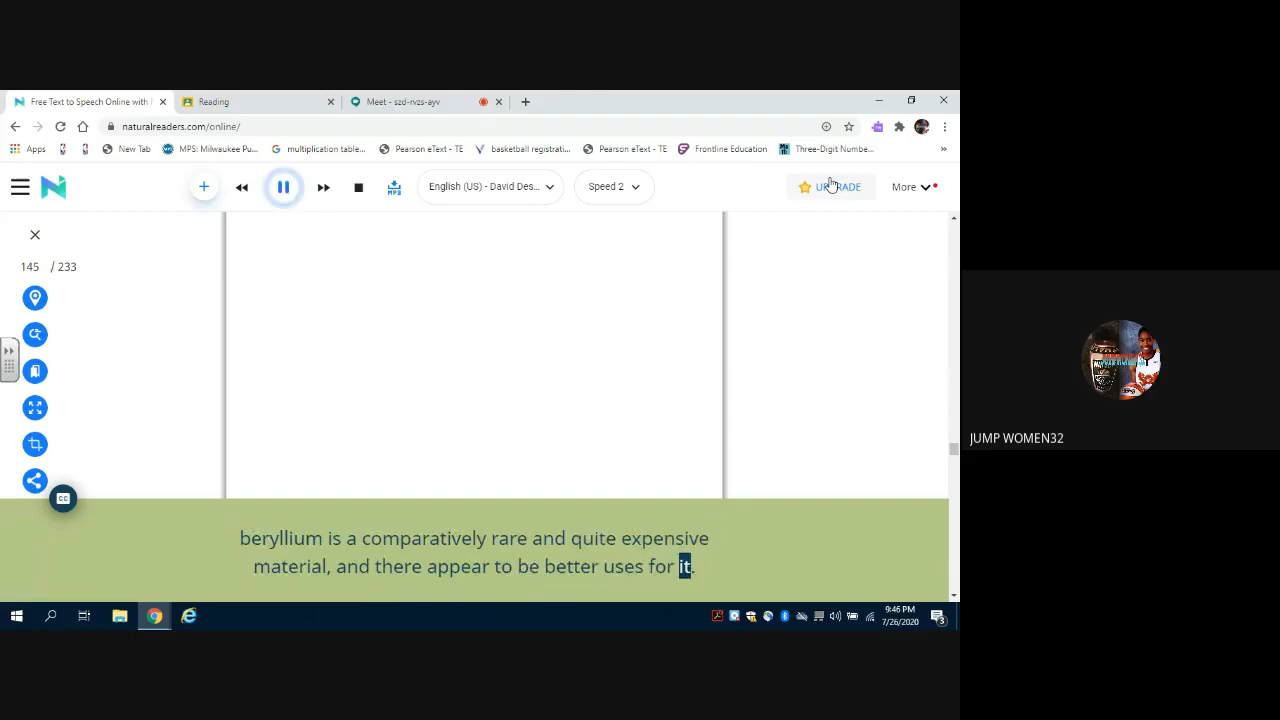 Free Text to Speech Online with
Reading
Meet - szd-rvzs-ayv
naturalreaders.com/online/
Apps
New Tab
MPS: Milwaukee Pu...
multiplication table...
Pearson eText - TE
basketball registrati...
Pearson eText - TE
Frontline Education
Three-Digit Numbe...
»
MP3
English (US) - David Des...
Speed 2
UPGRADE
More
145 / 233
CC
beryllium is a comparatively rare and quite expensive
material, and there appear to be better uses for it.
JUMP WOMEN32
9:46 PM
7/26/2020
3